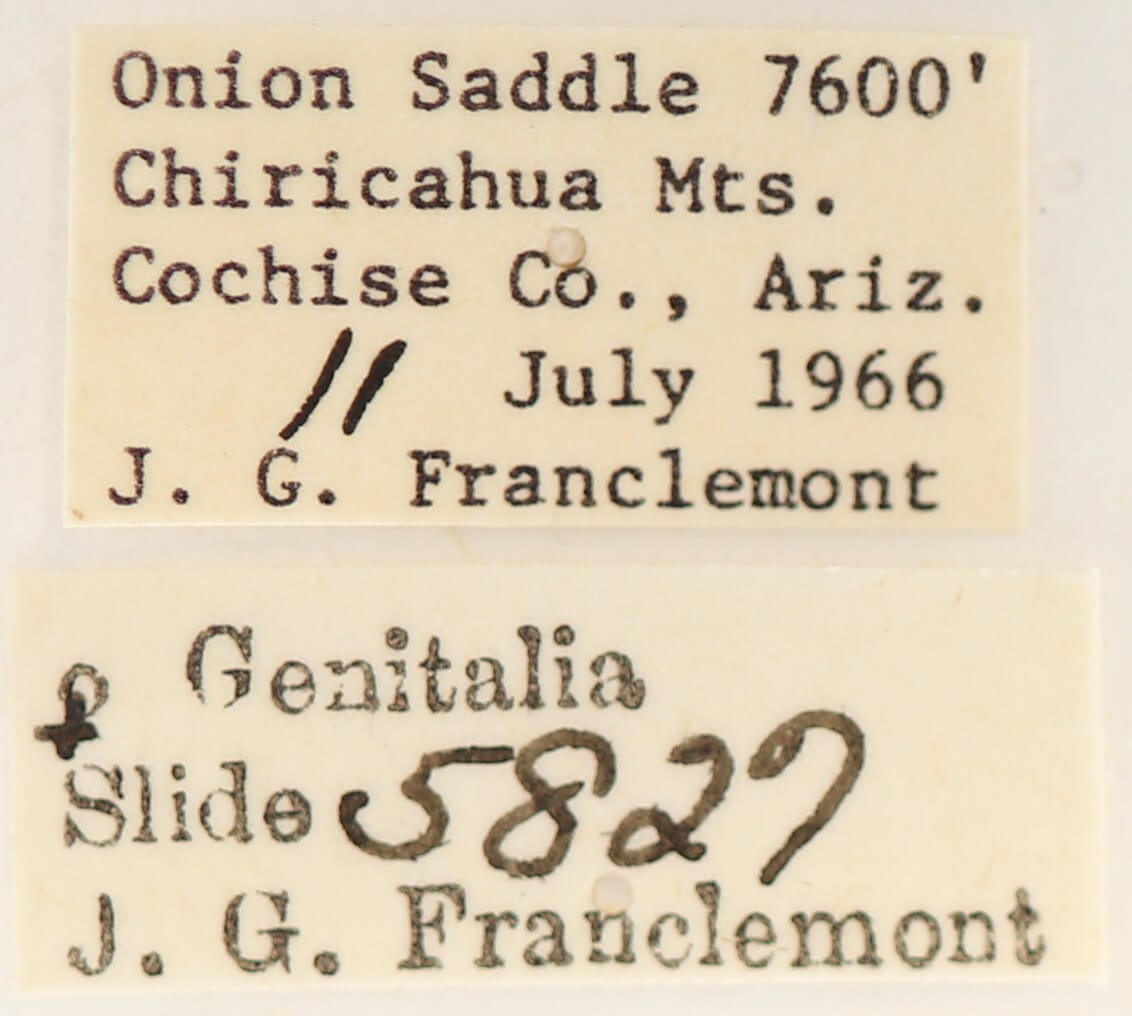 Onion Saddle 7600'
Chiricahua Mts.
Cochise Co., Ariz.
11 July 1966
J. G. Franclemont
♀ Genitalia
Slide 5827
J. G. Franclemont